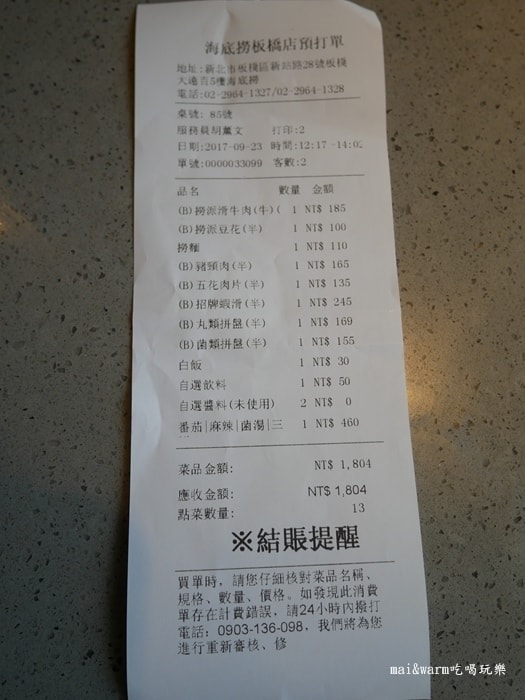 海底撈板橋店預打單
地址:新北市板橋區新站路28號板橋
大遠百5樓海底撈
電話:02-2964-1327/02-2964-1328
桌號: 85號
服務員胡薰文 打印:2
日期:2017-09-23 時間:12:17 -14:02
單號:0000033099 客數:2
品名 數量 金額
(B)撈派滑牛肉(牛)( 1 NT$ 185
(B)撈派豆花(半) 1 NT$ 100
撈麵 1 NT$ 110
(B)豬頸肉(半) 1 NT$ 165
(B)五花肉片(半) 1 NT$ 135
(B)招牌蝦滑(半) 1 NT$ 245
(B)丸類拼盤(半) 1 NT$ 169
(B)菌類拼盤(半) 1 NT$ 155
白飯 1 NT$ 30
自選飲料 1 NT$ 50
自選醬料(未使用) 2 NT$ 0
番茄|麻辣|菌湯|三 1 NT$ 460
菜品金額: NT$ 1,804
應收金額: NT$ 1,804
點菜數量: 13
※結賬提醒
買單時，請您仔細核對菜品名稱、
規格、數量、價格。如發現此消費
單存在計費錯誤，請24小時內撥打
電話：0903-136-098，我們將為您
進行重新審核、修
mai&warm吃喝玩樂